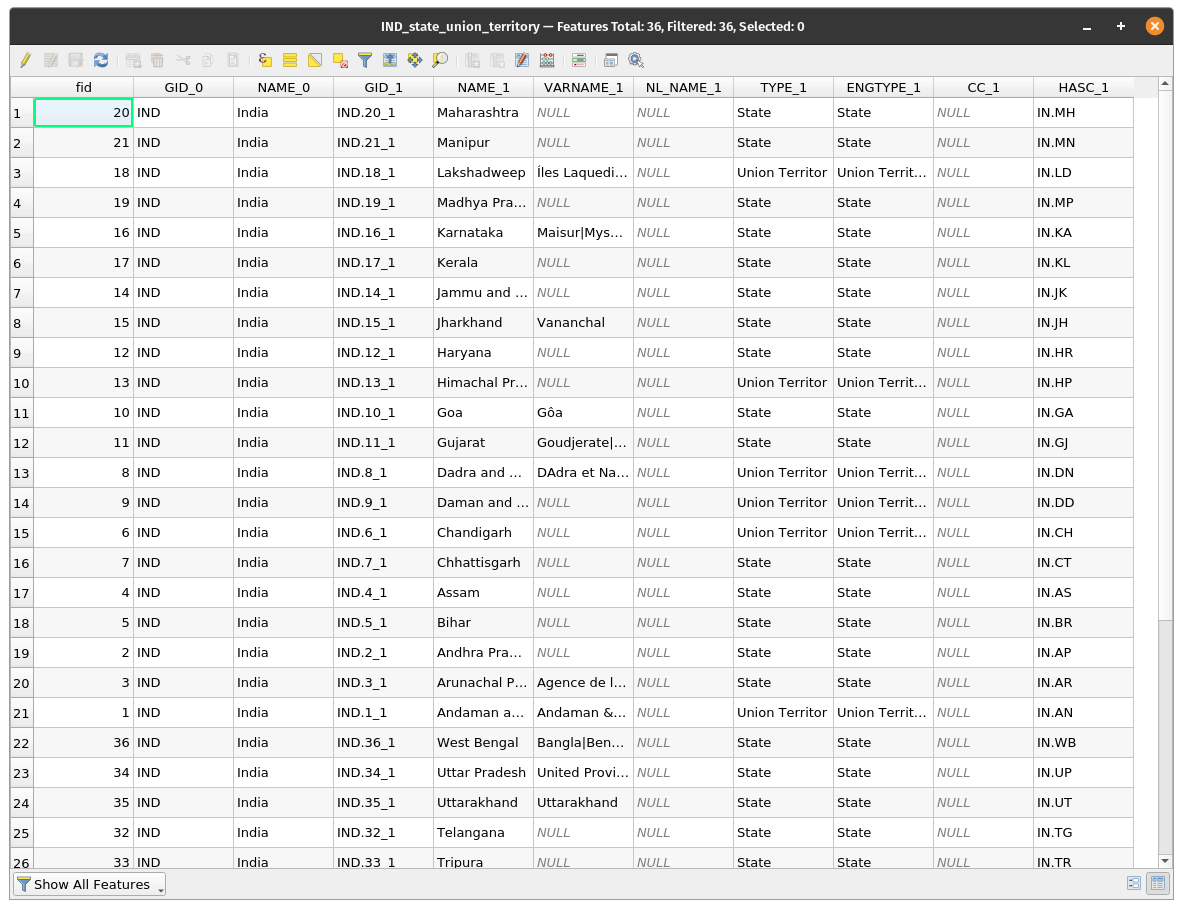 IND_state_union_territory — Features Total: 36, Filtered: 36, Selected: 0
fid GID_0 NAME_0 GID_1 NAME_1 VARNAME_1 NL_NAME_1 TYPE_1 ENGTYPE_1 CC_1 HASC_1
1 20 IND India IND.20_1 Maharashtra NULL NULL State State NULL IN.MH
2 21 IND India IND.21_1 Manipur NULL NULL State State NULL IN.MN
3 18 IND India IND.18_1 Lakshadweep Íles Laquedi... NULL Union Territor Union Territ... NULL IN.LD
4 19 IND India IND.19_1 Madhya Pra... NULL NULL State State NULL IN.MP
5 16 IND India IND.16_1 Karnataka Maisur|Mys... NULL State State NULL IN.KA
6 17 IND India IND.17_1 Kerala NULL NULL State State NULL IN.KL
7 14 IND India IND.14_1 Jammu and ... NULL NULL State State NULL IN.JK
8 15 IND India IND.15_1 Jharkhand Vananchal NULL State State NULL IN.JH
9 12 IND India IND.12_1 Haryana NULL NULL State State NULL IN.HR
10 13 IND India IND.13_1 Himachal Pr... NULL NULL Union Territor Union Territ... NULL IN.HP
11 10 IND India IND.10_1 Goa Gôa NULL State State NULL IN.GA
12 11 IND India IND.11_1 Gujarat Goudjerate|... NULL State State NULL IN.GJ
13 8 IND India IND.8_1 Dadra and ... DAdra et Na... NULL Union Territor Union Territ... NULL IN.DN
14 9 IND India IND.9_1 Daman and ... NULL NULL Union Territor Union Territ... NULL IN.DD
15 6 IND India IND.6_1 Chandigarh NULL NULL Union Territor Union Territ... NULL IN.CH
16 7 IND India IND.7_1 Chhattisgarh NULL NULL State State NULL IN.CT
17 4 IND India IND.4_1 Assam NULL NULL State State NULL IN.AS
18 5 IND India IND.5_1 Bihar NULL NULL State State NULL IN.BR
19 2 IND India IND.2_1 Andhra Pra... NULL NULL State State NULL IN.AP
20 3 IND India IND.3_1 Arunachal P... Agence de l... NULL State State NULL IN.AR
21 1 IND India IND.1_1 Andaman a... Andaman &... NULL Union Territor Union Territ... NULL IN.AN
22 36 IND India IND.36_1 West Bengal Bangla|Ben... NULL State State NULL IN.WB
23 34 IND India IND.34_1 Uttar Pradesh United Provi... NULL State State NULL IN.UP
24 35 IND India IND.35_1 Uttarakhand Uttarakhand NULL State State NULL IN.UT
25 32 IND India IND.32_1 Telangana NULL NULL State State NULL IN.TG
26 33 IND India IND.33_1 Tripura NULL NULL State State NULL IN.TR
Show All Features